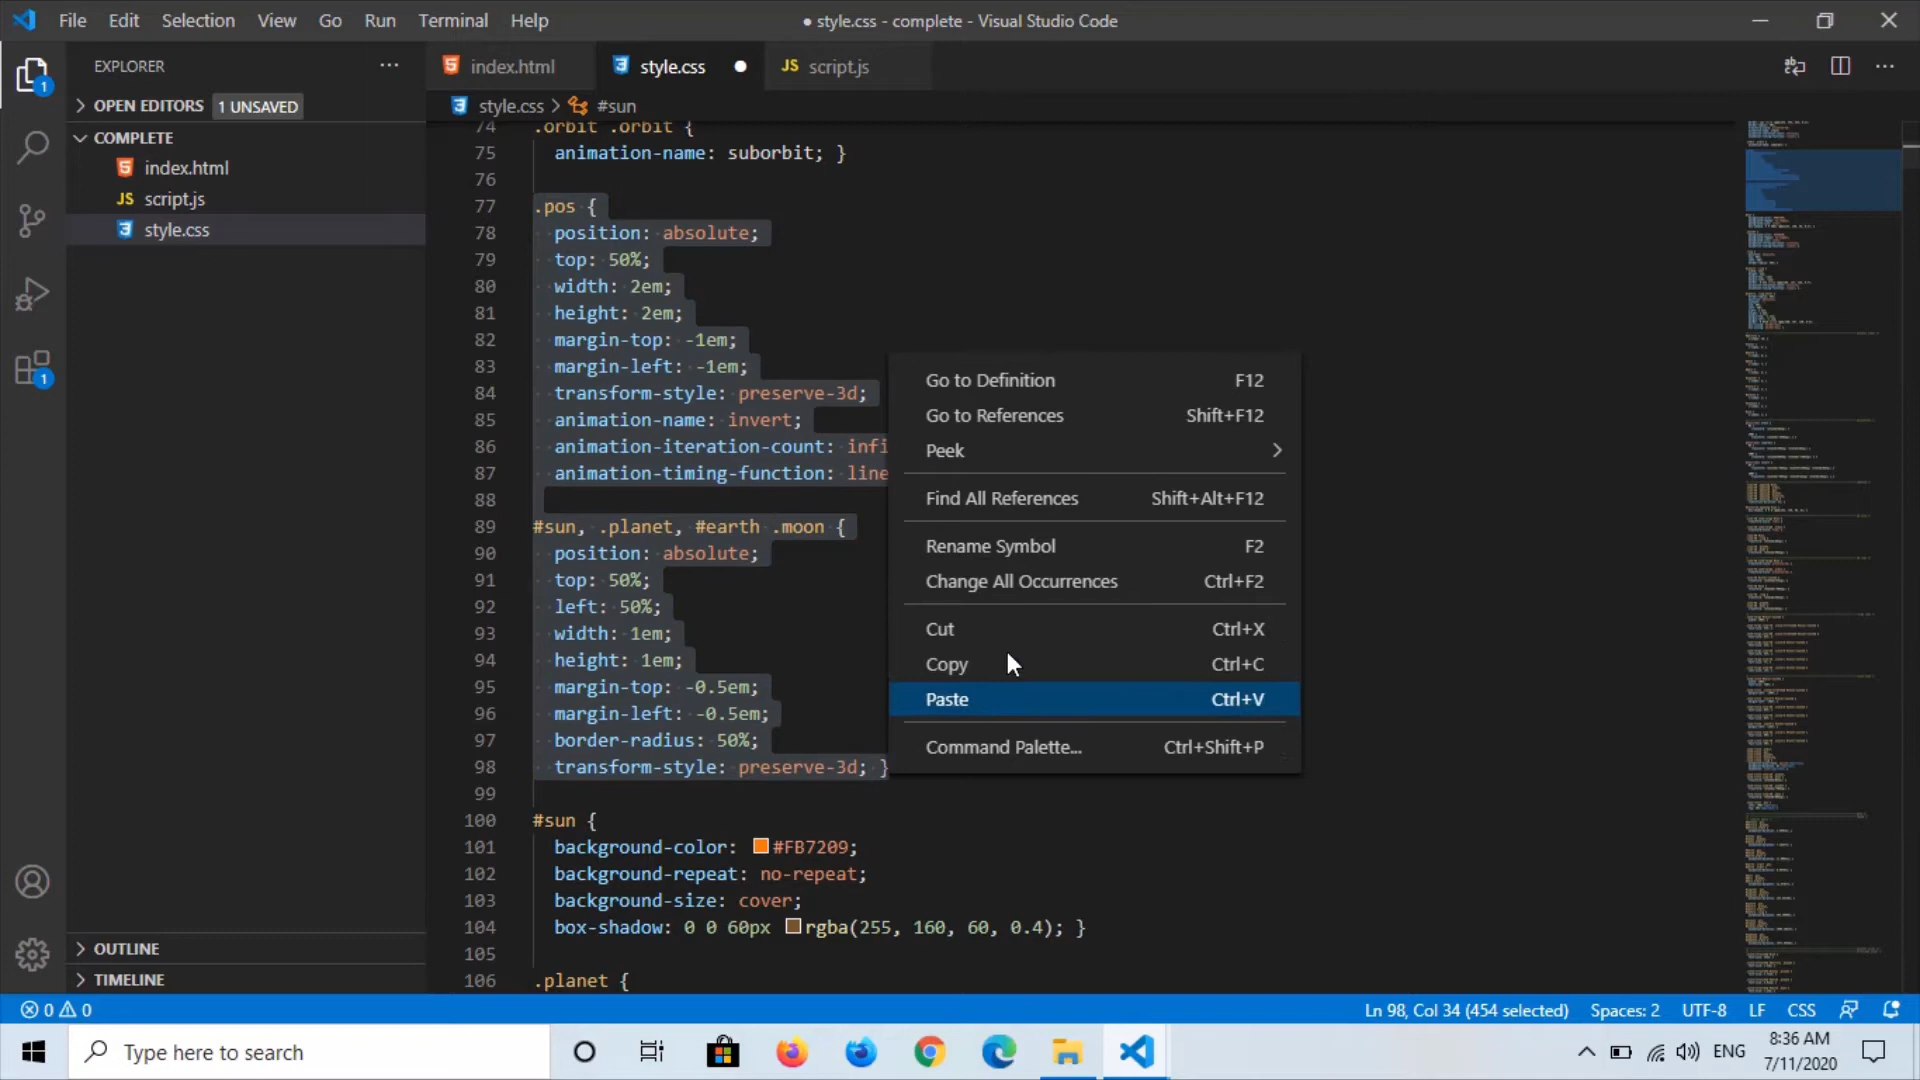 File Edit Selection View Go Run Terminal Help
● style.css - complete - Visual Studio Code
EXPLORER
index.html
style.css
JS script.js
OPEN EDITORS 1 UNSAVED
style.css > #sun
COMPLETE
index.html
JS script.js
style.css
OUTLINE
TIMELINE
74 .orbit .orbit {
75 animation-name: suborbit; }
76
77 .pos {
78 position: absolute;
79 top: 50%;
80 width: 2em;
81 height: 2em;
82 margin-top: -1em;
83 margin-left: -1em;
84 transform-style: preserve-3d;
85 animation-name: invert;
86 animation-iteration-count: infi
87 animation-timing-function: line
88
89 #sun, .planet, #earth .moon {
90 position: absolute;
91 top: 50%;
92 left: 50%;
93 width: 1em;
94 height: 1em;
95 margin-top: -0.5em;
96 margin-left: -0.5em;
97 border-radius: 50%;
98 transform-style: preserve-3d; }
99
100 #sun {
101 background-color: #FB7209;
102 background-repeat: no-repeat;
103 background-size: cover;
104 box-shadow: 0 0 60px rgba(255, 160, 60, 0.4); }
105
106 .planet {
Go to Definition F12
Go to References Shift+F12
Peek >
Find All References Shift+Alt+F12
Rename Symbol F2
Change All Occurrences Ctrl+F2
Cut Ctrl+X
Copy Ctrl+C
Paste Ctrl+V
Command Palette... Ctrl+Shift+P
1
1
0 0
Ln 98, Col 34 (454 selected) Spaces: 2 UTF-8 LF CSS
Type here to search
ENG
8:36 AM
7/11/2020